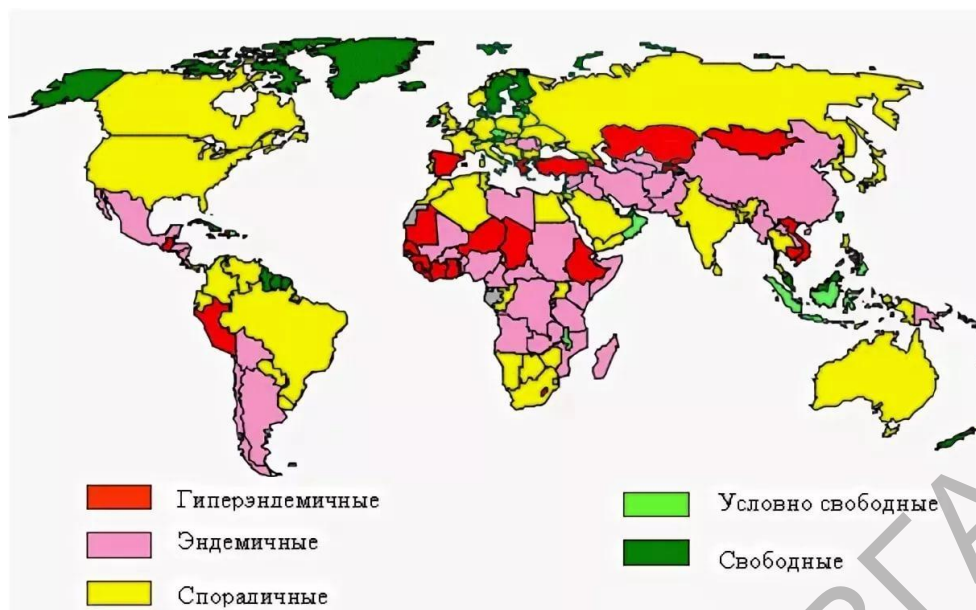 Гиперэндемичные
Эндемичные
Спорадичные
Условно свободные
Свободные